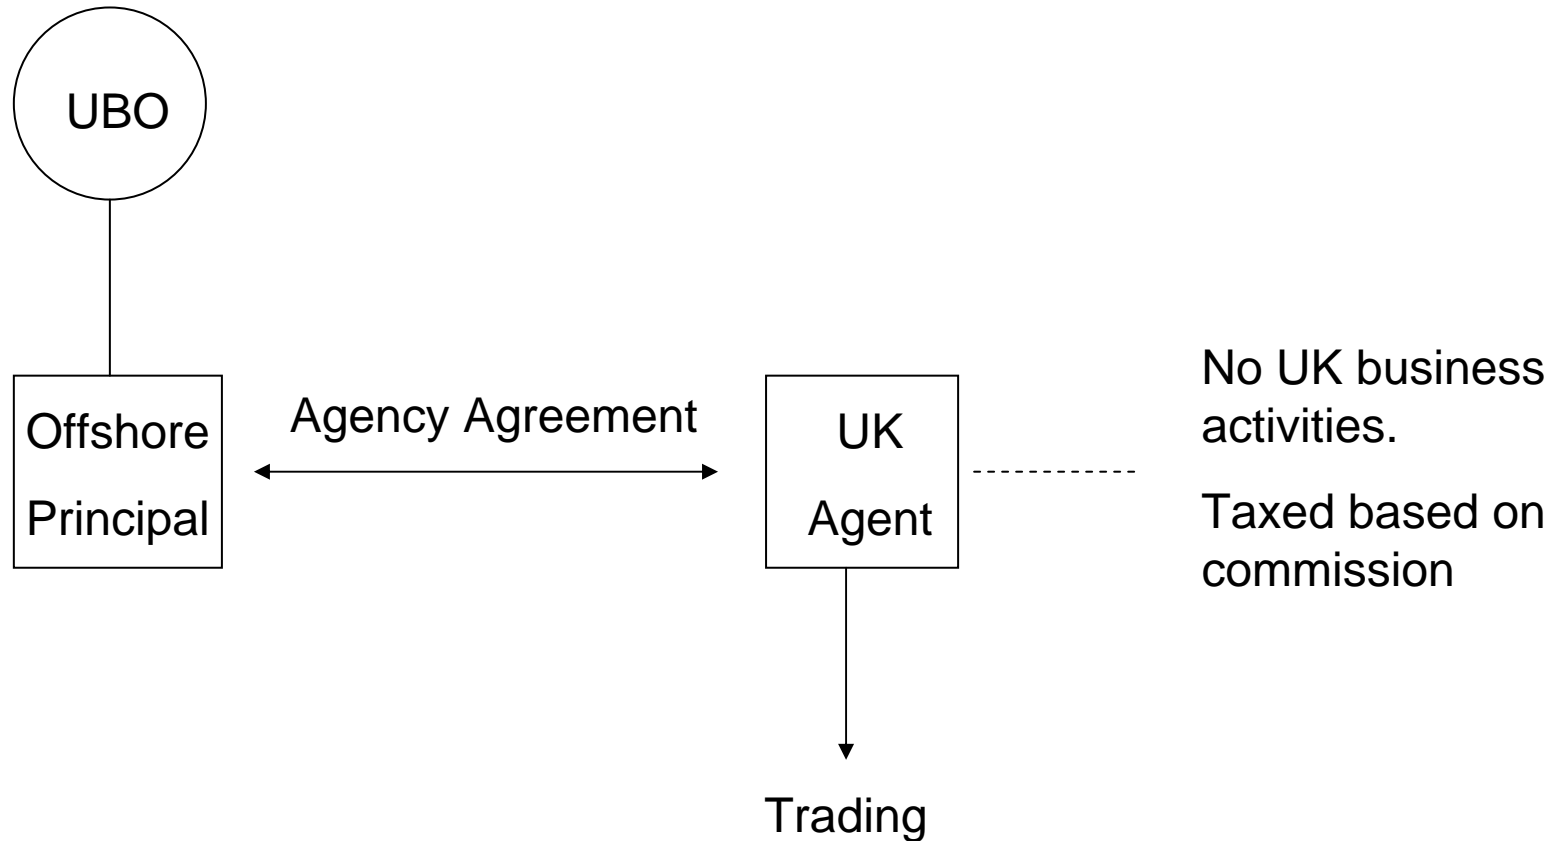 UBO
Offshore
Principal
Agency Agreement
UK
Agent
No UK business
activities.
Taxed based on
commission
Trading